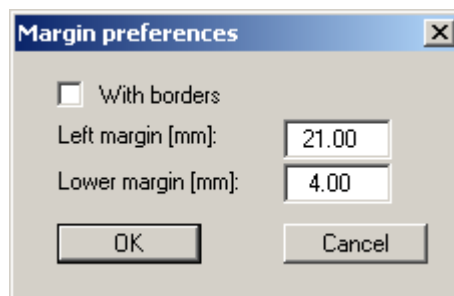 Margin preferences
With borders
Left margin [mm]: 21.00
Lower margin [mm]: 4.00
OK Cancel